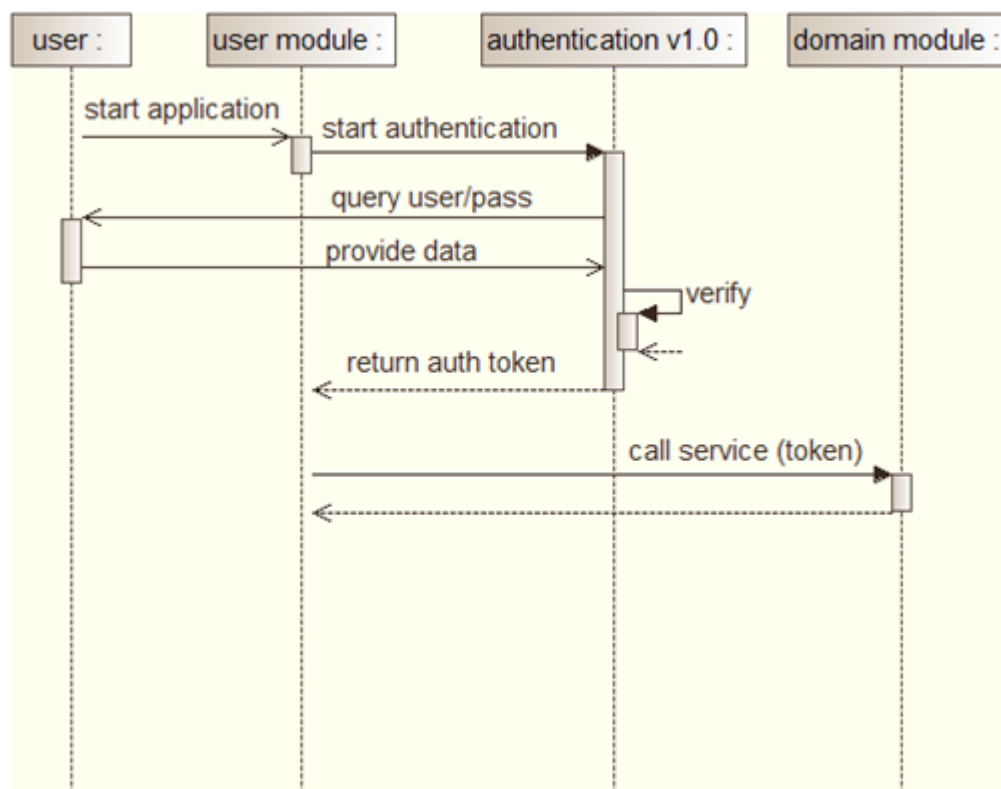 user :
user module :
authentication v1.0 :
domain module :
start application
start authentication
query user/pass
provide data
verify
return auth token
call service (token)